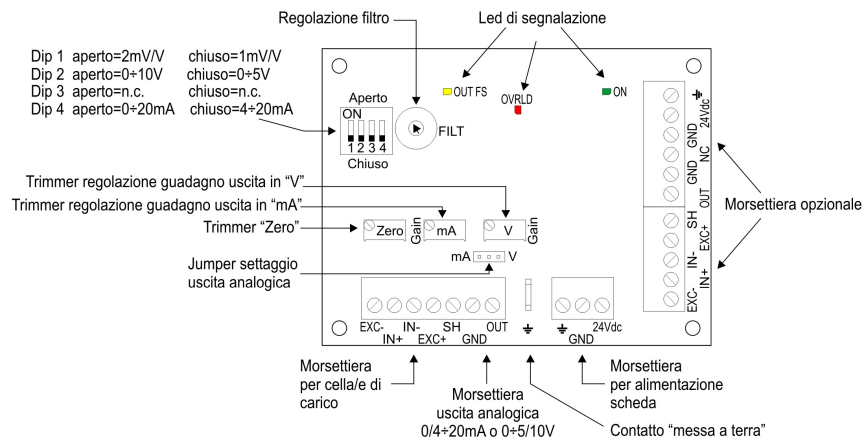 Regolazione filtro
Led di segnalazione
Dip 1 aperto=2mV/V chiuso=1mV/V
Dip 2 aperto=0÷10V chiuso=0÷5V
Dip 3 aperto=n.c. chiuso=n.c.
Dip 4 aperto=0÷20mA chiuso=4÷20mA
Aperto
ON
1 2 3 4
Chiuso
FILT
OUT FS
OVRLD
ON
24Vdc
GND
NC
GND
OUT
SH
EXC+
IN-
IN+
EXC-
Morsettiera opzionale
Trimmer regolazione guadagno uscita in “V”
Trimmer regolazione guadagno uscita in “mA”
Trimmer “Zero”
Zero
Gain
mA
V
Gain
mA V
Jumper settaggio
uscita analogica
EXC- IN- SH OUT
IN+ EXC+ GND
24Vdc
GND
Morsettiera
per cella/e di
carico
Morsettiera
uscita analogica
0/4÷20mA o 0÷5/10V
Morsettiera
per alimentazione
scheda
Contatto “messa a terra”